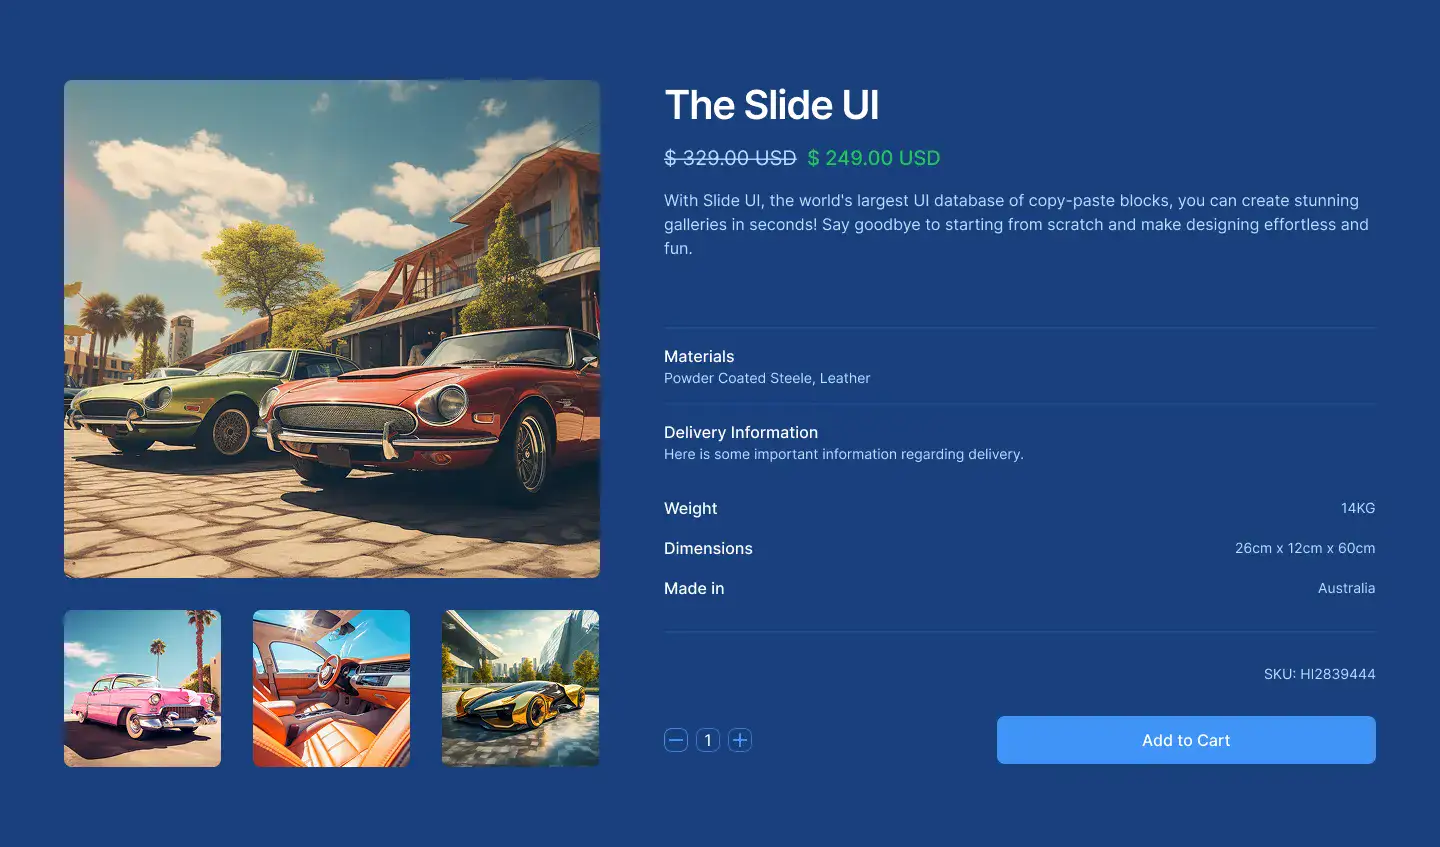 The Slide UI
$ 329.00 USD $ 249.00 USD
With Slide UI, the world's largest UI database of copy-paste blocks, you can create stunning
galleries in seconds! Say goodbye to starting from scratch and make designing effortless and
fun.
Materials
Powder Coated Steele, Leather
Delivery Information
Here is some important information regarding delivery.
Weight 14KG
Dimensions 26cm x 12cm x 60cm
Made in Australia
SKU: HI2839444
1
Add to Cart